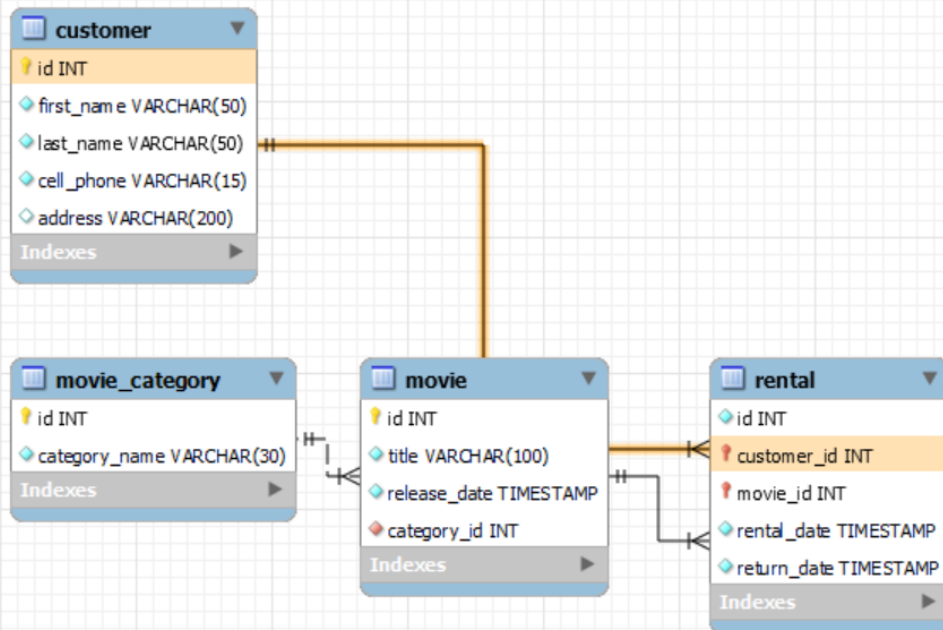 customer
id INT
first_name VARCHAR(50)
last_name VARCHAR(50)
cell_phone VARCHAR(15)
address VARCHAR(200)
Indexes
movie_category
id INT
category_name VARCHAR(30)
Indexes
movie
id INT
title VARCHAR(100)
release_date TIMESTAMP
category_id INT
Indexes
rental
id INT
customer_id INT
movie_id INT
rental_date TIMESTAMP
return_date TIMESTAMP
Indexes